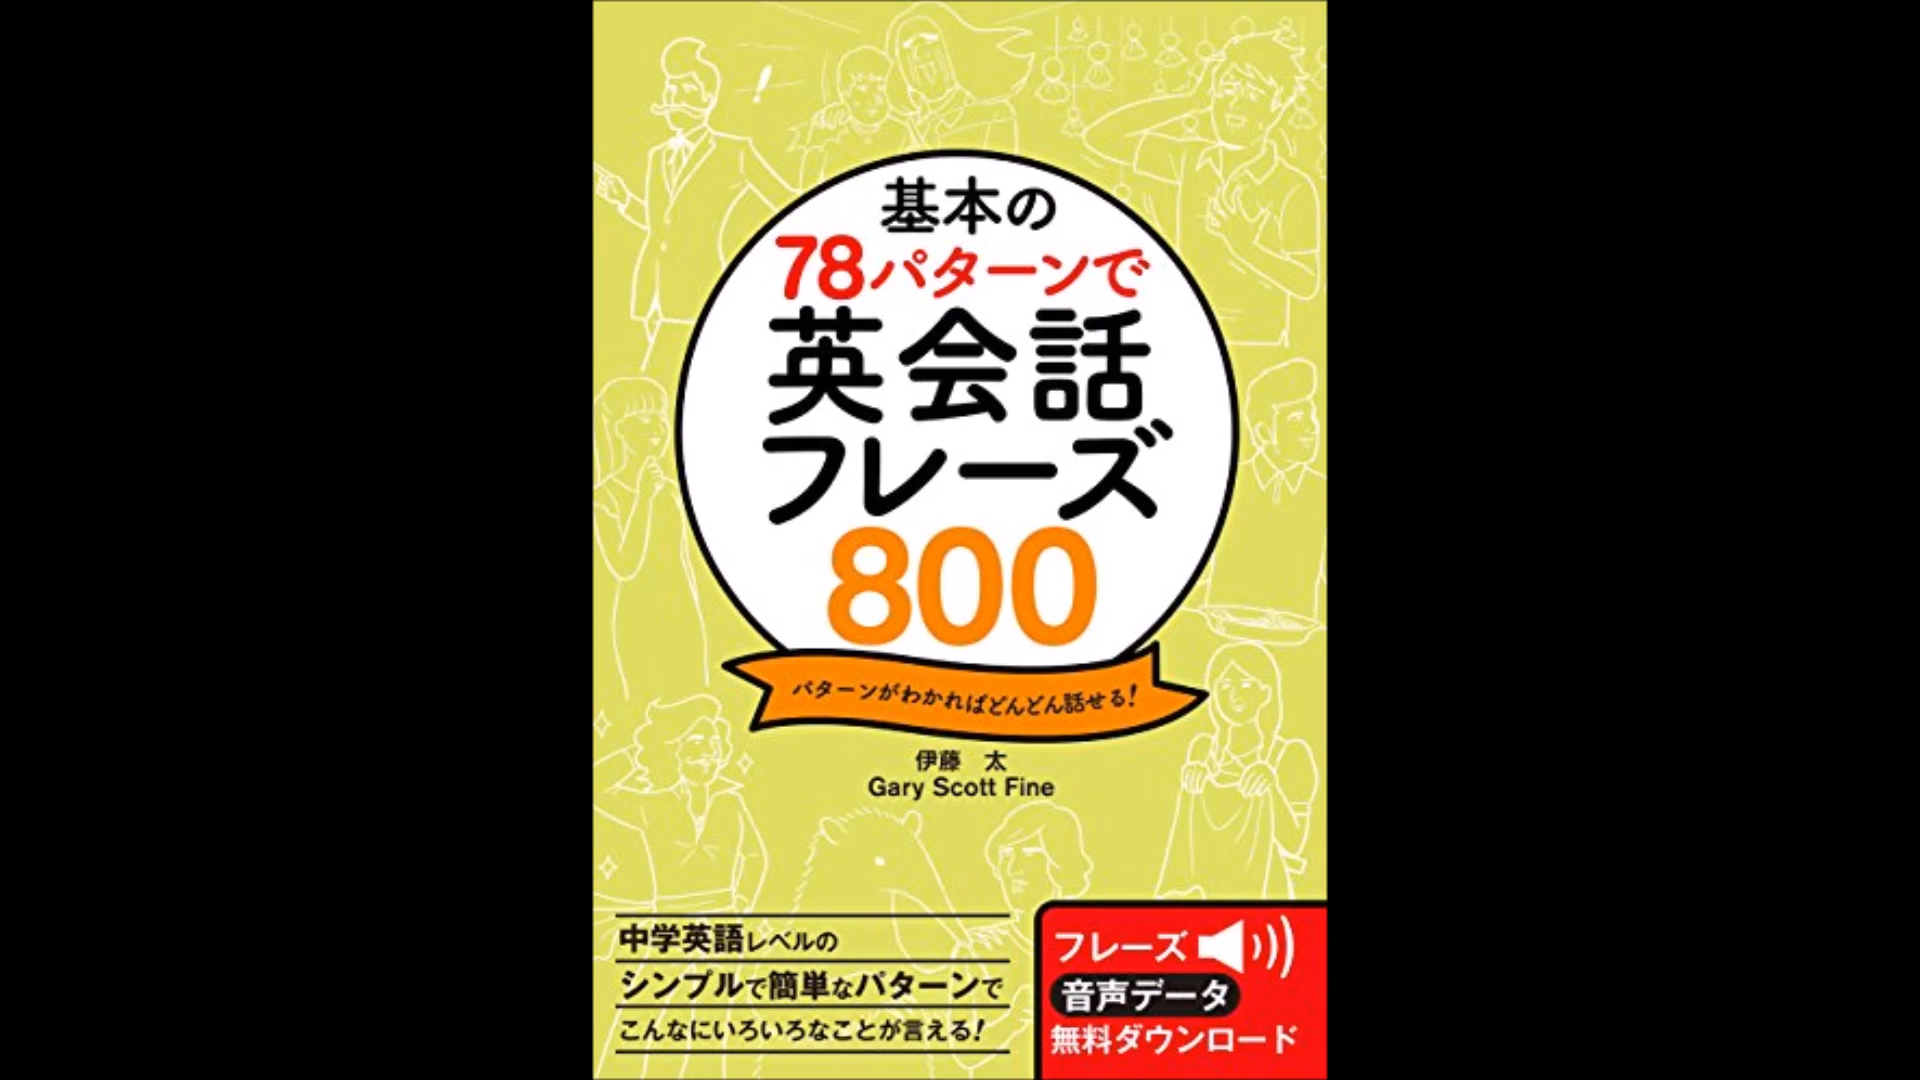 基本の
78パターンで
英会話
フレーズ
800
パターンがわかればどんどん話せる!
伊藤 太
Gary Scott Fine
中学英語レベルの
シンプルで簡単なパターンで
こんなにいろいろなことが言える!
フレーズ
音声データ
無料ダウンロード